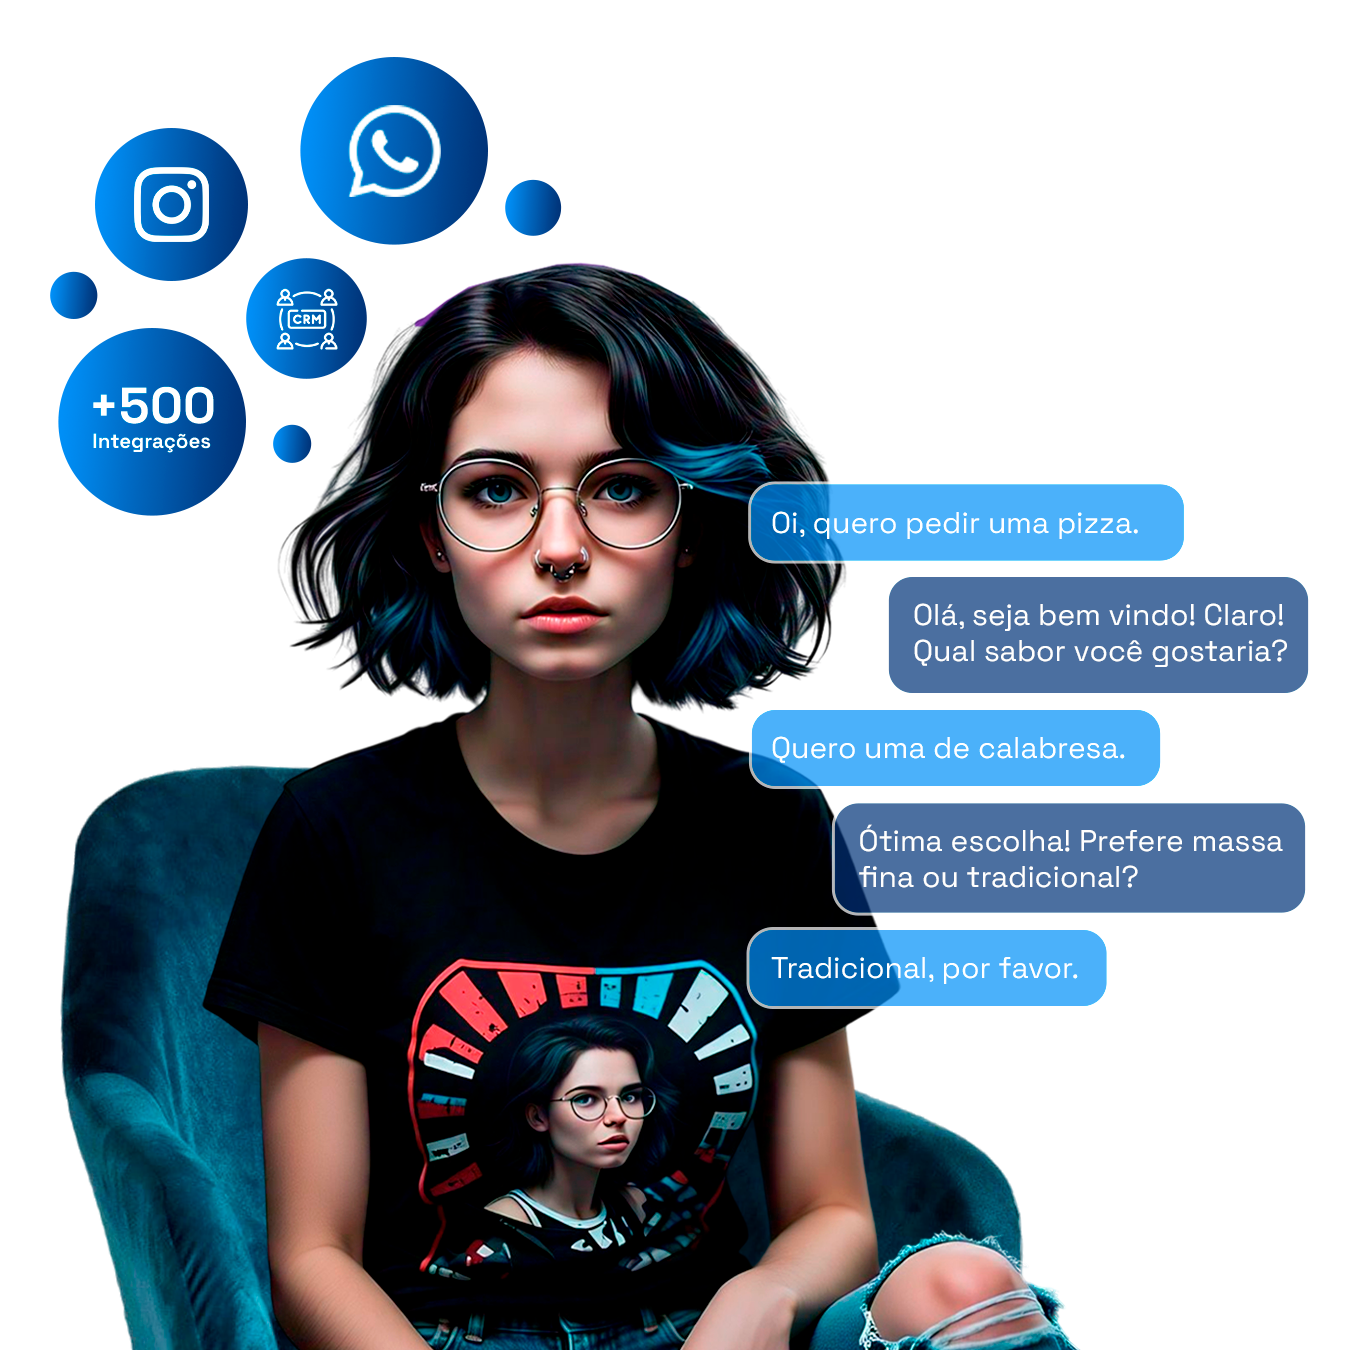 CRM
+500
Integrações
Oi, quero pedir uma pizza.
Olá, seja bem vindo! Claro!
Qual sabor você gostaria?
Quero uma de calabresa.
Ótima escolha! Prefere massa
fina ou tradicional?
Tradicional, por favor.